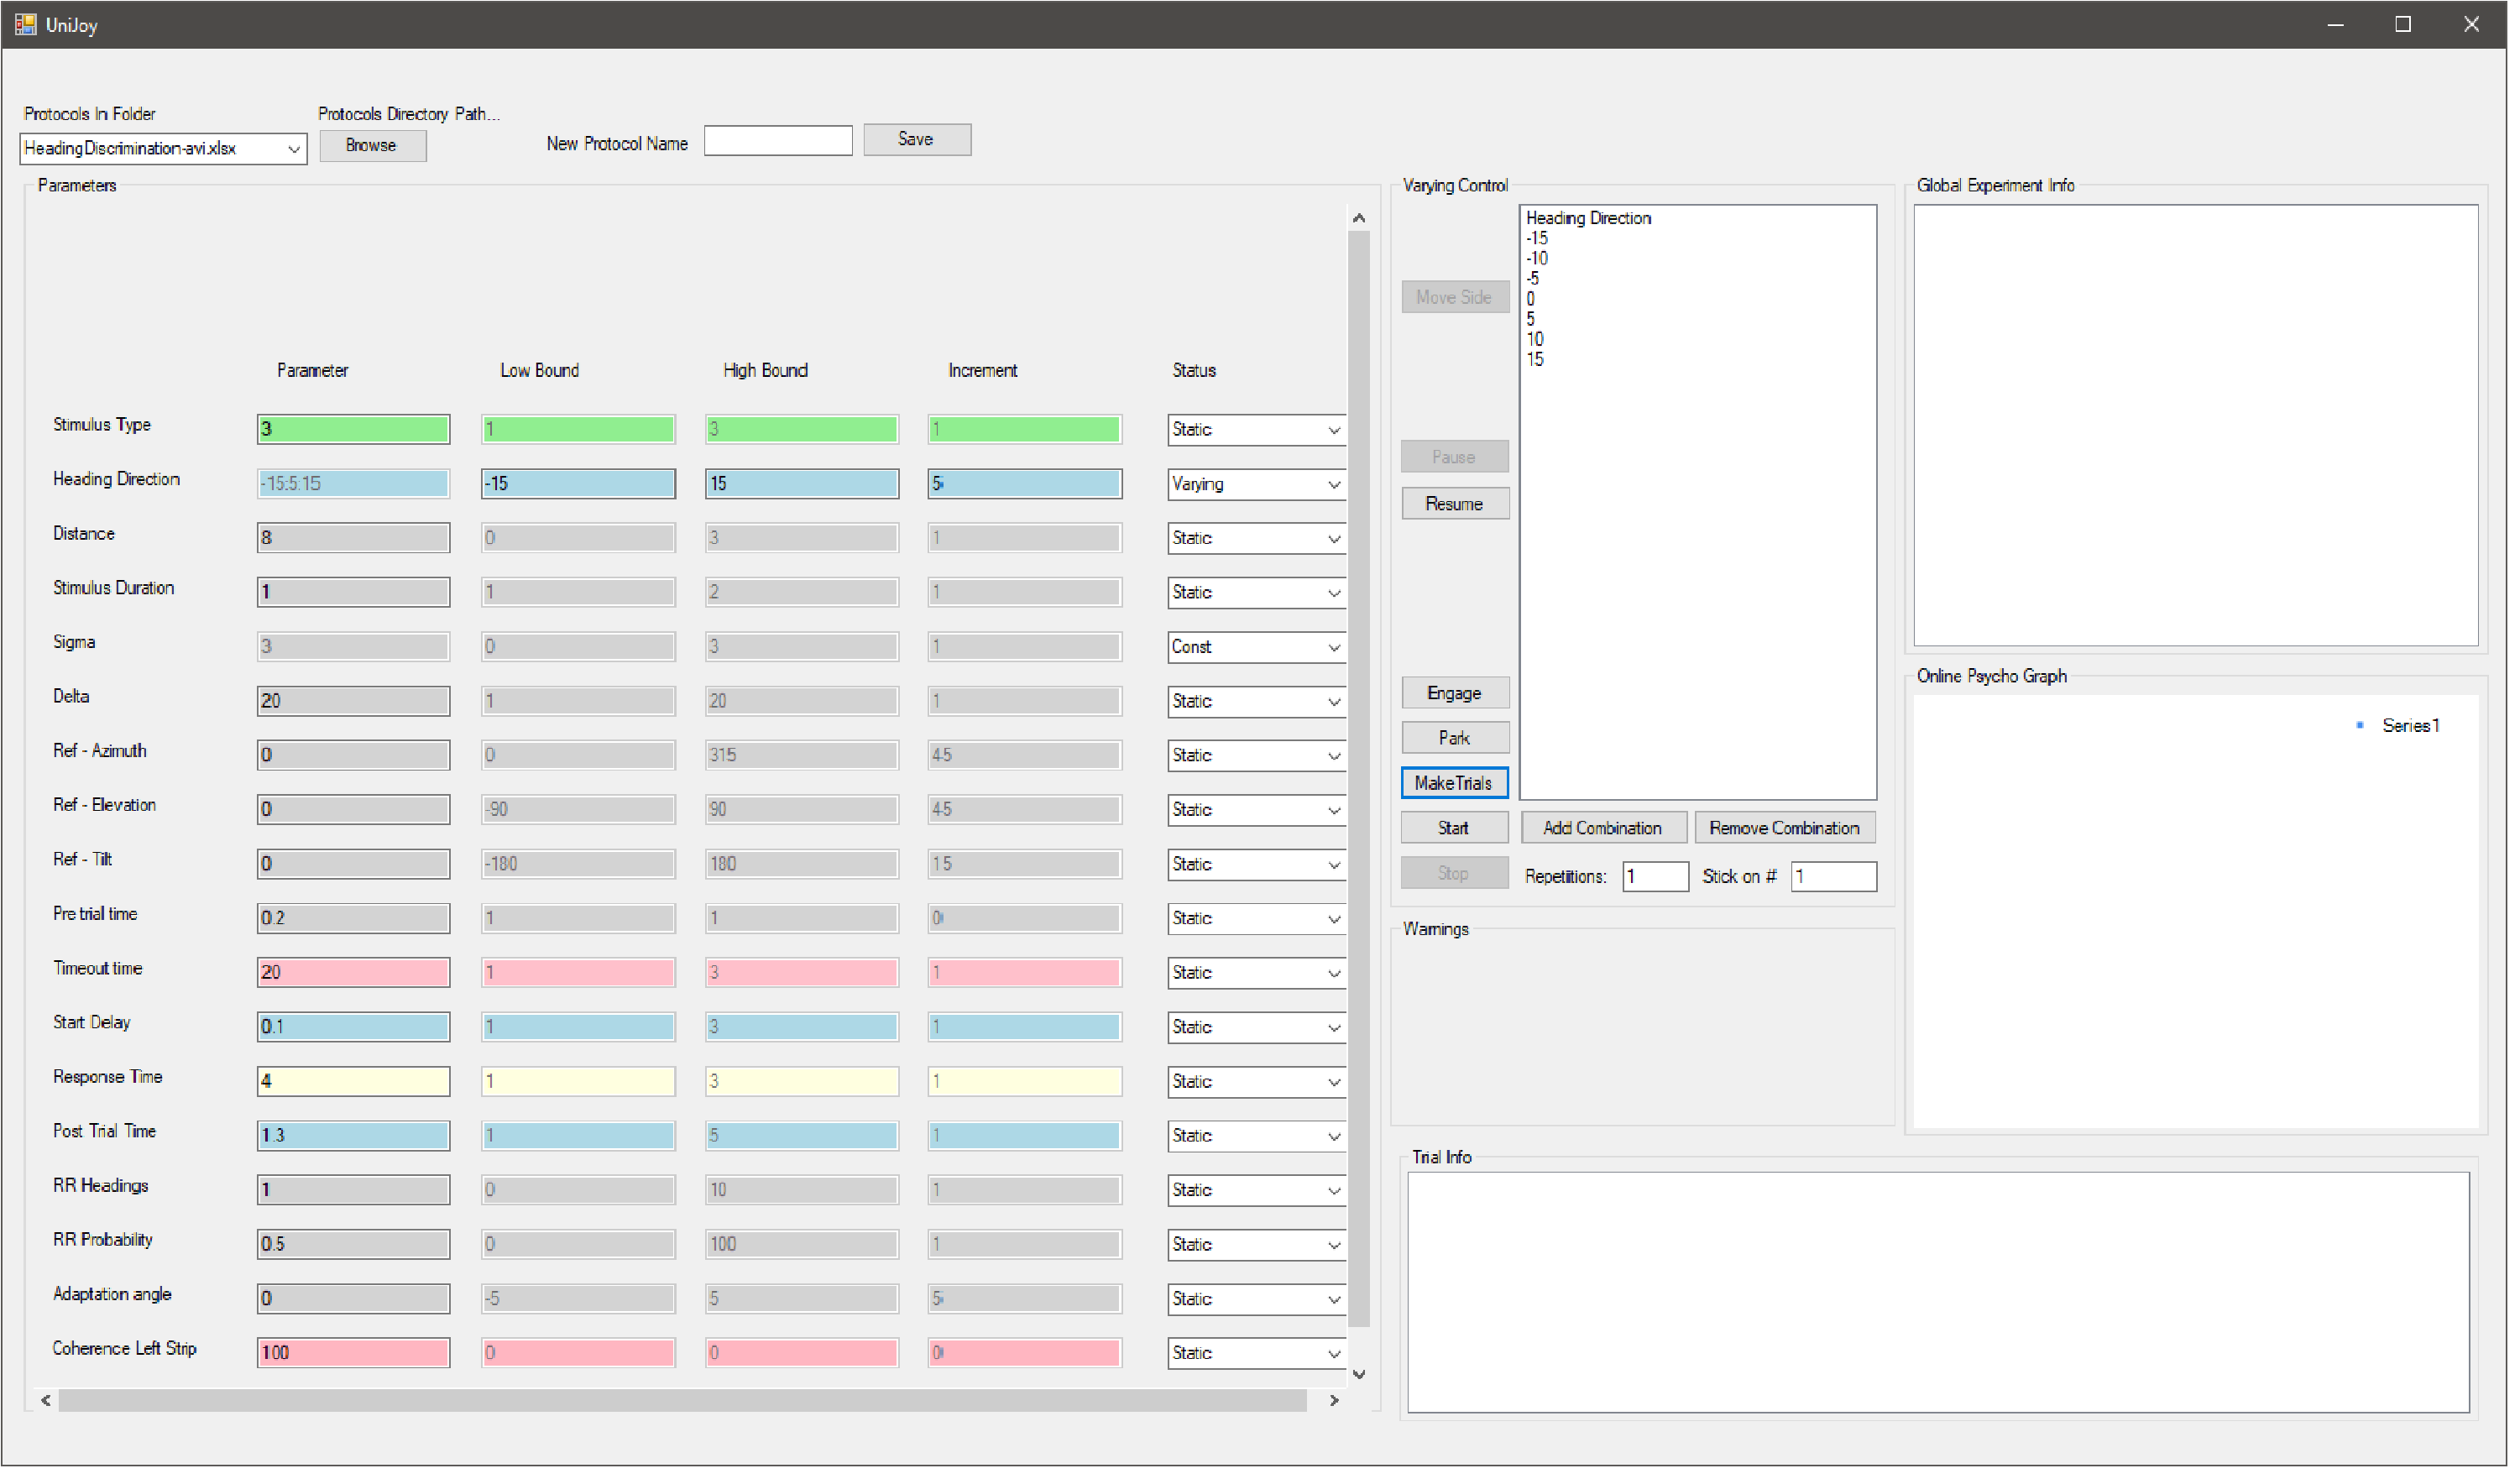 UniJoy
Protocols In Folder
Protocols Directory Path...
HeadingDiscrimination-avi.xlsx
Browse
New Protocol Name
Save
Parameters
Parameter Low Bound High Bound Increment Status
Stimulus Type 3 1 3 1 Static
Heading Direction -15:5:15 -15 15 5 Varying
Distance 8 0 3 1 Static
Stimulus Duration 1 1 2 1 Static
Sigma 3 0 3 1 Const
Delta 20 1 20 1 Static
Ref - Azimuth 0 0 315 45 Static
Ref - Elevation 0 -90 90 45 Static
Ref - Tilt 0 -180 180 15 Static
Pre trial time 0.2 1 1 0 Static
Timeout time 20 1 3 1 Static
Start Delay 0.1 1 3 1 Static
Response Time 4 1 3 1 Static
Post Trial Time 1.3 1 5 1 Static
RR Headings 1 0 10 1 Static
RR Probability 0.5 0 100 1 Static
Adaptation angle 0 -5 5 5 Static
Coherence Left Strip 100 0 0 0 Static
Varying Control
Heading Direction
-15
-10
-5
0
5
10
15
Move Side
Pause
Resume
Engage
Park
MakeTrials
Start
Add Combination
Remove Combination
Stop
Repetitions: 1
Stick on # 1
Warnings
Global Experiment Info
Online Psycho Graph
Series1
Trial Info